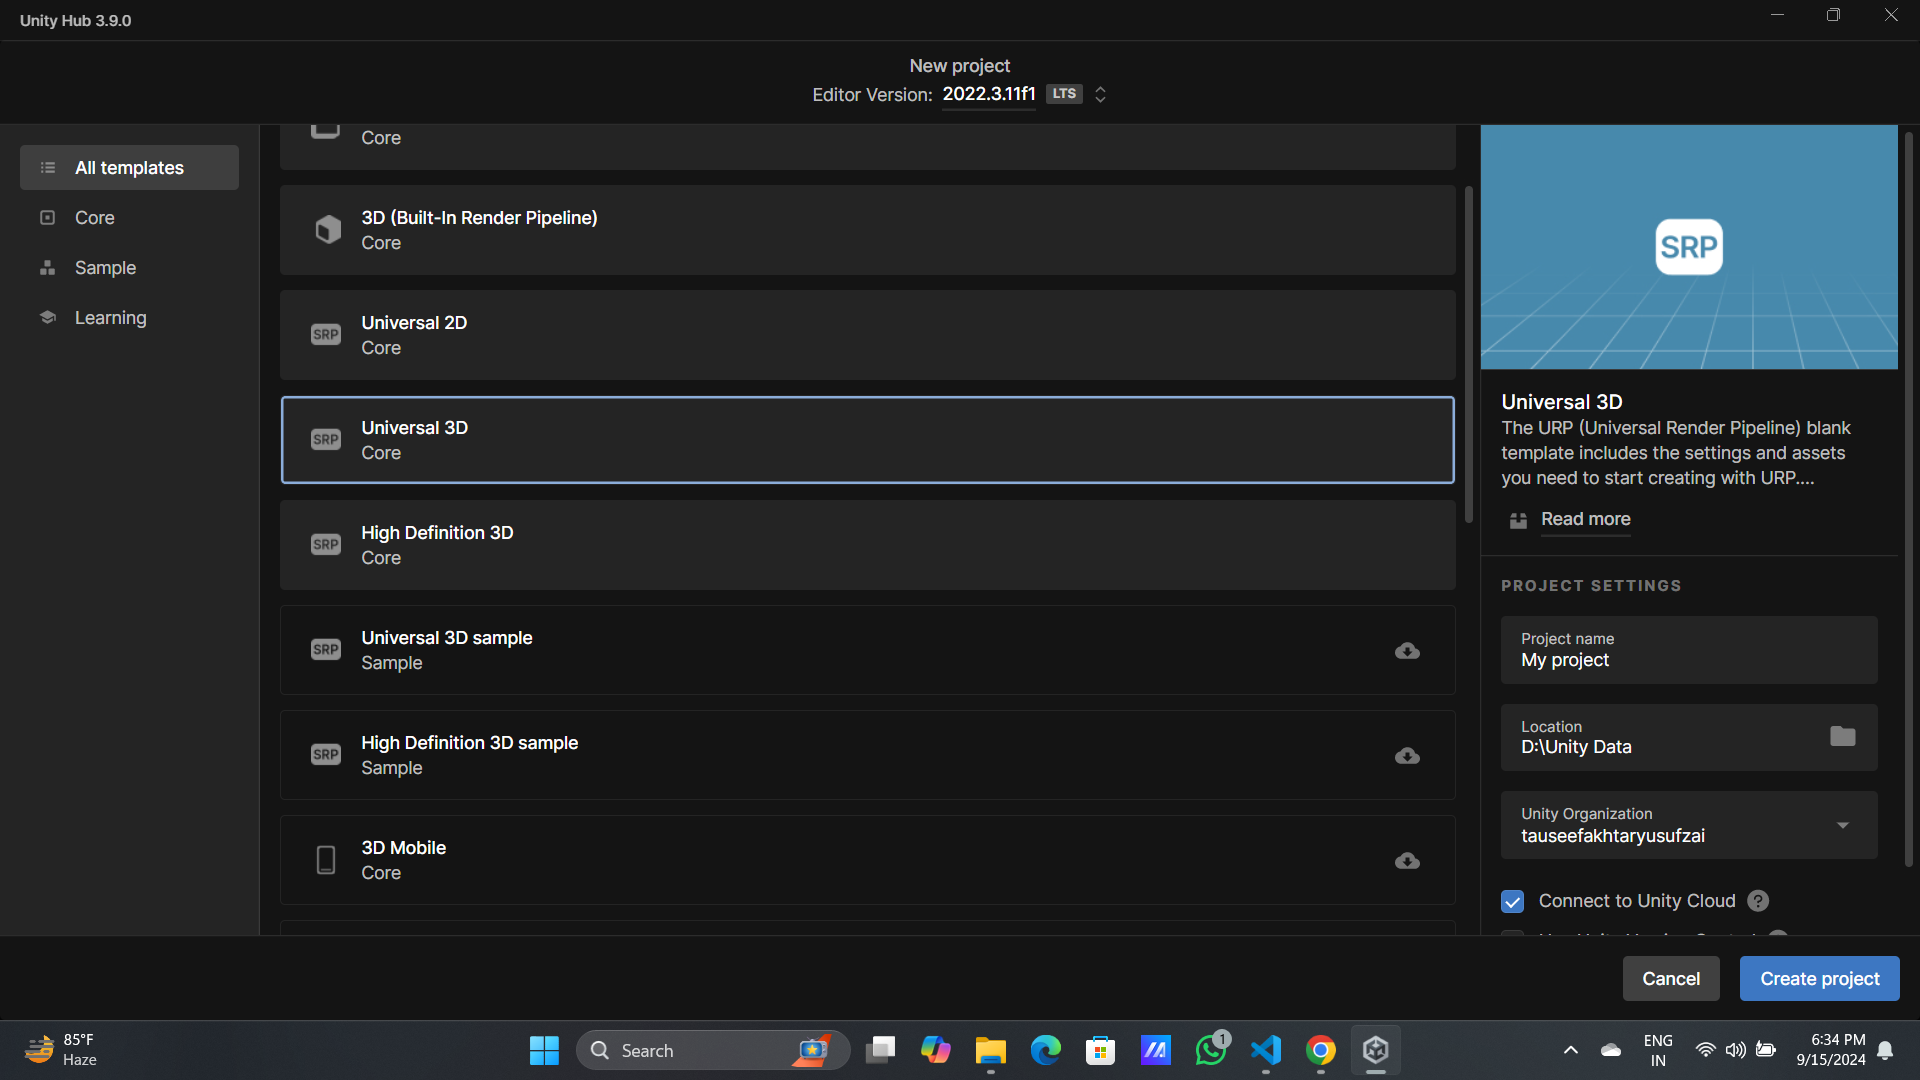 Unity Hub 3.9.0
New project
Editor Version: 2022.3.11f1 LTS
All templates
Core
Sample
Learning
Core
3D (Built-In Render Pipeline)
Core
SRP
Universal 2D
Core
SRP
Universal 3D
Core
SRP
High Definition 3D
Core
SRP
Universal 3D sample
Sample
SRP
High Definition 3D sample
Sample
3D Mobile
Core
SRP
Universal 3D
The URP (Universal Render Pipeline) blank
template includes the settings and assets
you need to start creating with URP....
Read more
PROJECT SETTINGS
Project name
My project
Location
D:\Unity Data
Unity Organization
tauseefakhtaryusufzai
Connect to Unity Cloud ?
Cancel
Create project
85°F
Haze
Search
1
ENG
IN
6:34 PM
9/15/2024